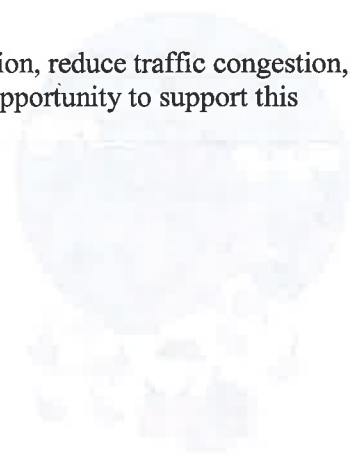 ion, reduce traffic congestion,
pportunity to support this